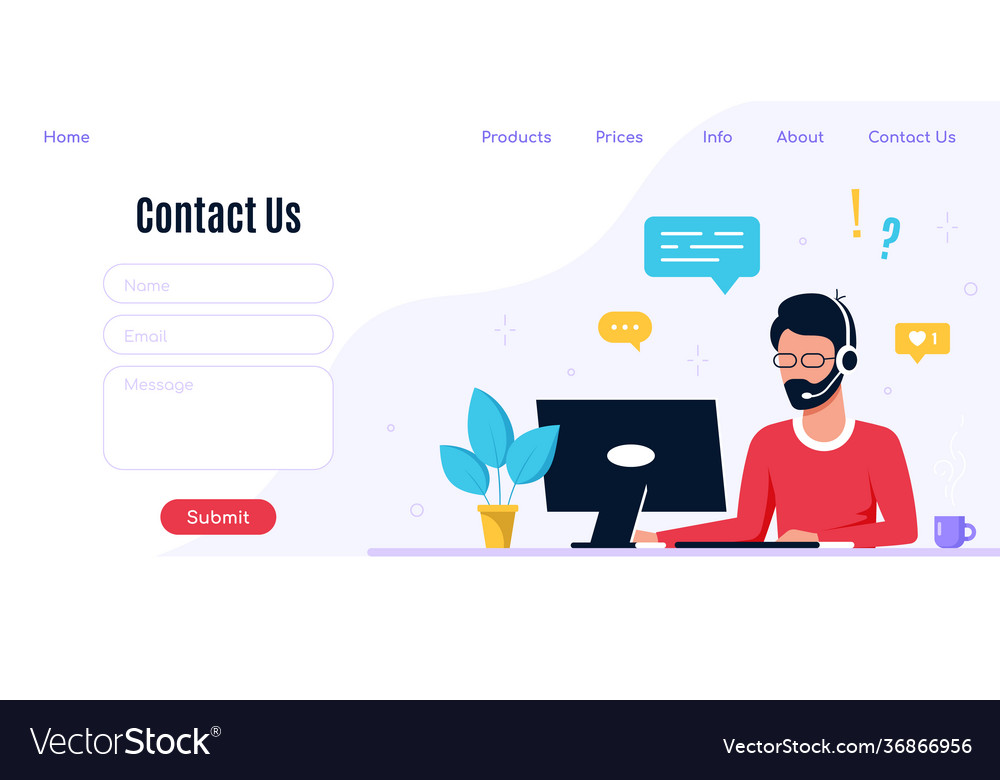 Home Products Prices Info About Contact Us
Contact Us
Name
Email
Message
Submit
!
?
1
VectorStock®
VectorStock.com/36866956